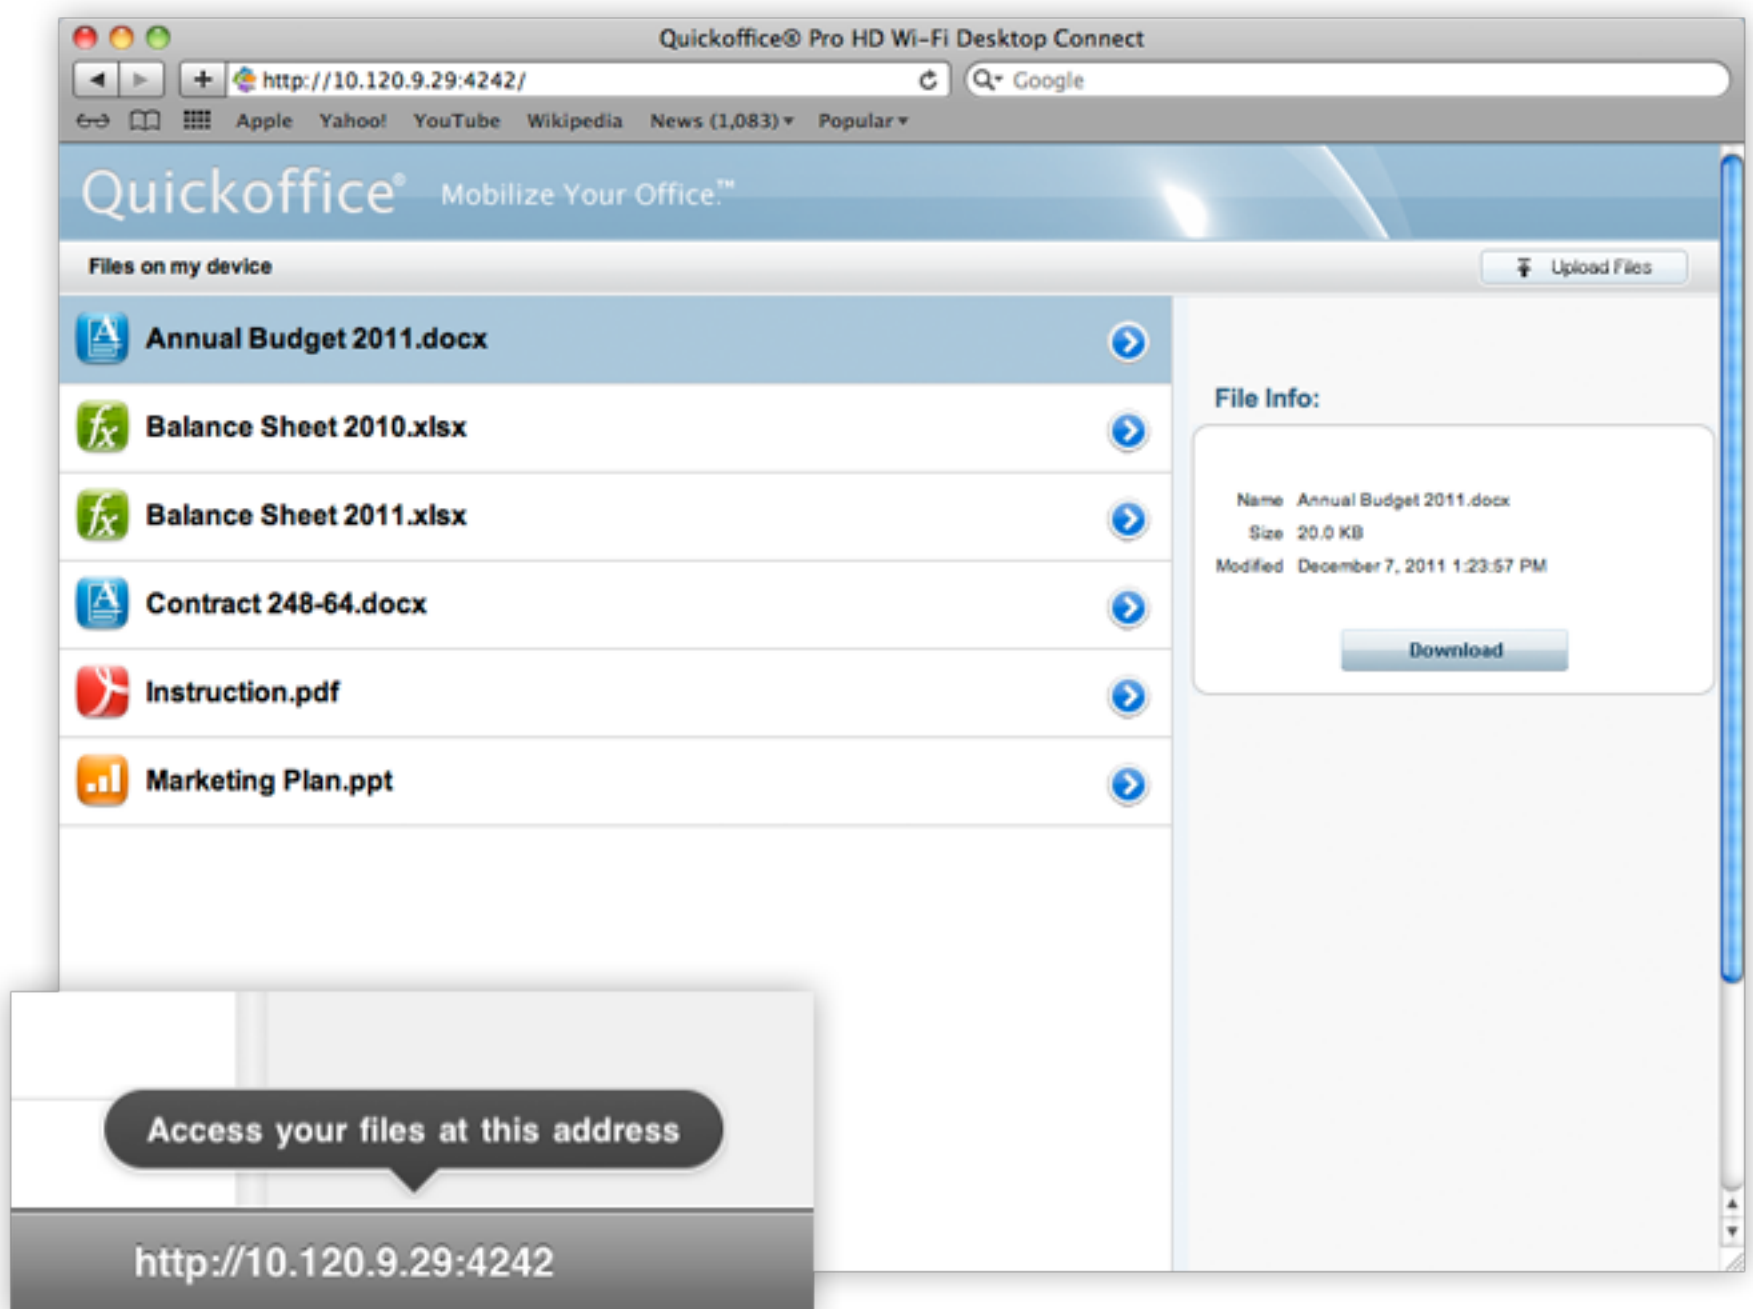 Quickoffice® Pro HD Wi-Fi Desktop Connect
http://10.120.9.29:4242/
Google
Apple Yahoo! YouTube Wikipedia News (1,083) Popular
Quickoffice® Mobilize Your Office.™
Files on my device
Upload Files
Annual Budget 2011.docx
Balance Sheet 2010.xlsx
Balance Sheet 2011.xlsx
Contract 248-64.docx
Instruction.pdf
Marketing Plan.ppt
File Info:
Name Annual Budget 2011.docx
Size 20.0 KB
Modified December 7, 2011 1:23:57 PM
Download
Access your files at this address
http://10.120.9.29:4242